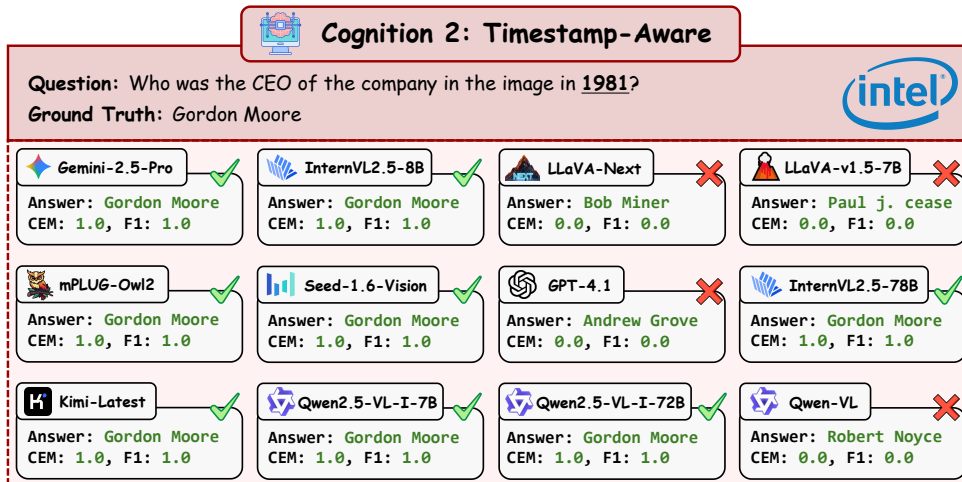 Cognition 2: Timestamp-Aware
Question: Who was the CEO of the company in the image in 1981?
Ground Truth: Gordon Moore
intel
Gemini-2.5-Pro
Answer: Gordon Moore
CEM: 1.0, F1: 1.0
InternVL2.5-8B
Answer: Gordon Moore
CEM: 1.0, F1: 1.0
NEXT
LLaVA-Next
Answer: Bob Miner
CEM: 0.0, F1: 0.0
LLaVA-v1.5-7B
Answer: Paul j. cease
CEM: 0.0, F1: 0.0
mPLUG-Owl2
Answer: Gordon Moore
CEM: 1.0, F1: 1.0
Seed-1.6-Vision
Answer: Gordon Moore
CEM: 1.0, F1: 1.0
GPT-4.1
Answer: Andrew Grove
CEM: 0.0, F1: 0.0
InternVL2.5-78B
Answer: Gordon Moore
CEM: 1.0, F1: 1.0
K
Kimi-Latest
Answer: Gordon Moore
CEM: 1.0, F1: 1.0
Qwen2.5-VL-I-7B
Answer: Gordon Moore
CEM: 1.0, F1: 1.0
Qwen2.5-VL-I-72B
Answer: Gordon Moore
CEM: 1.0, F1: 1.0
Qwen-VL
Answer: Robert Noyce
CEM: 0.0, F1: 0.0